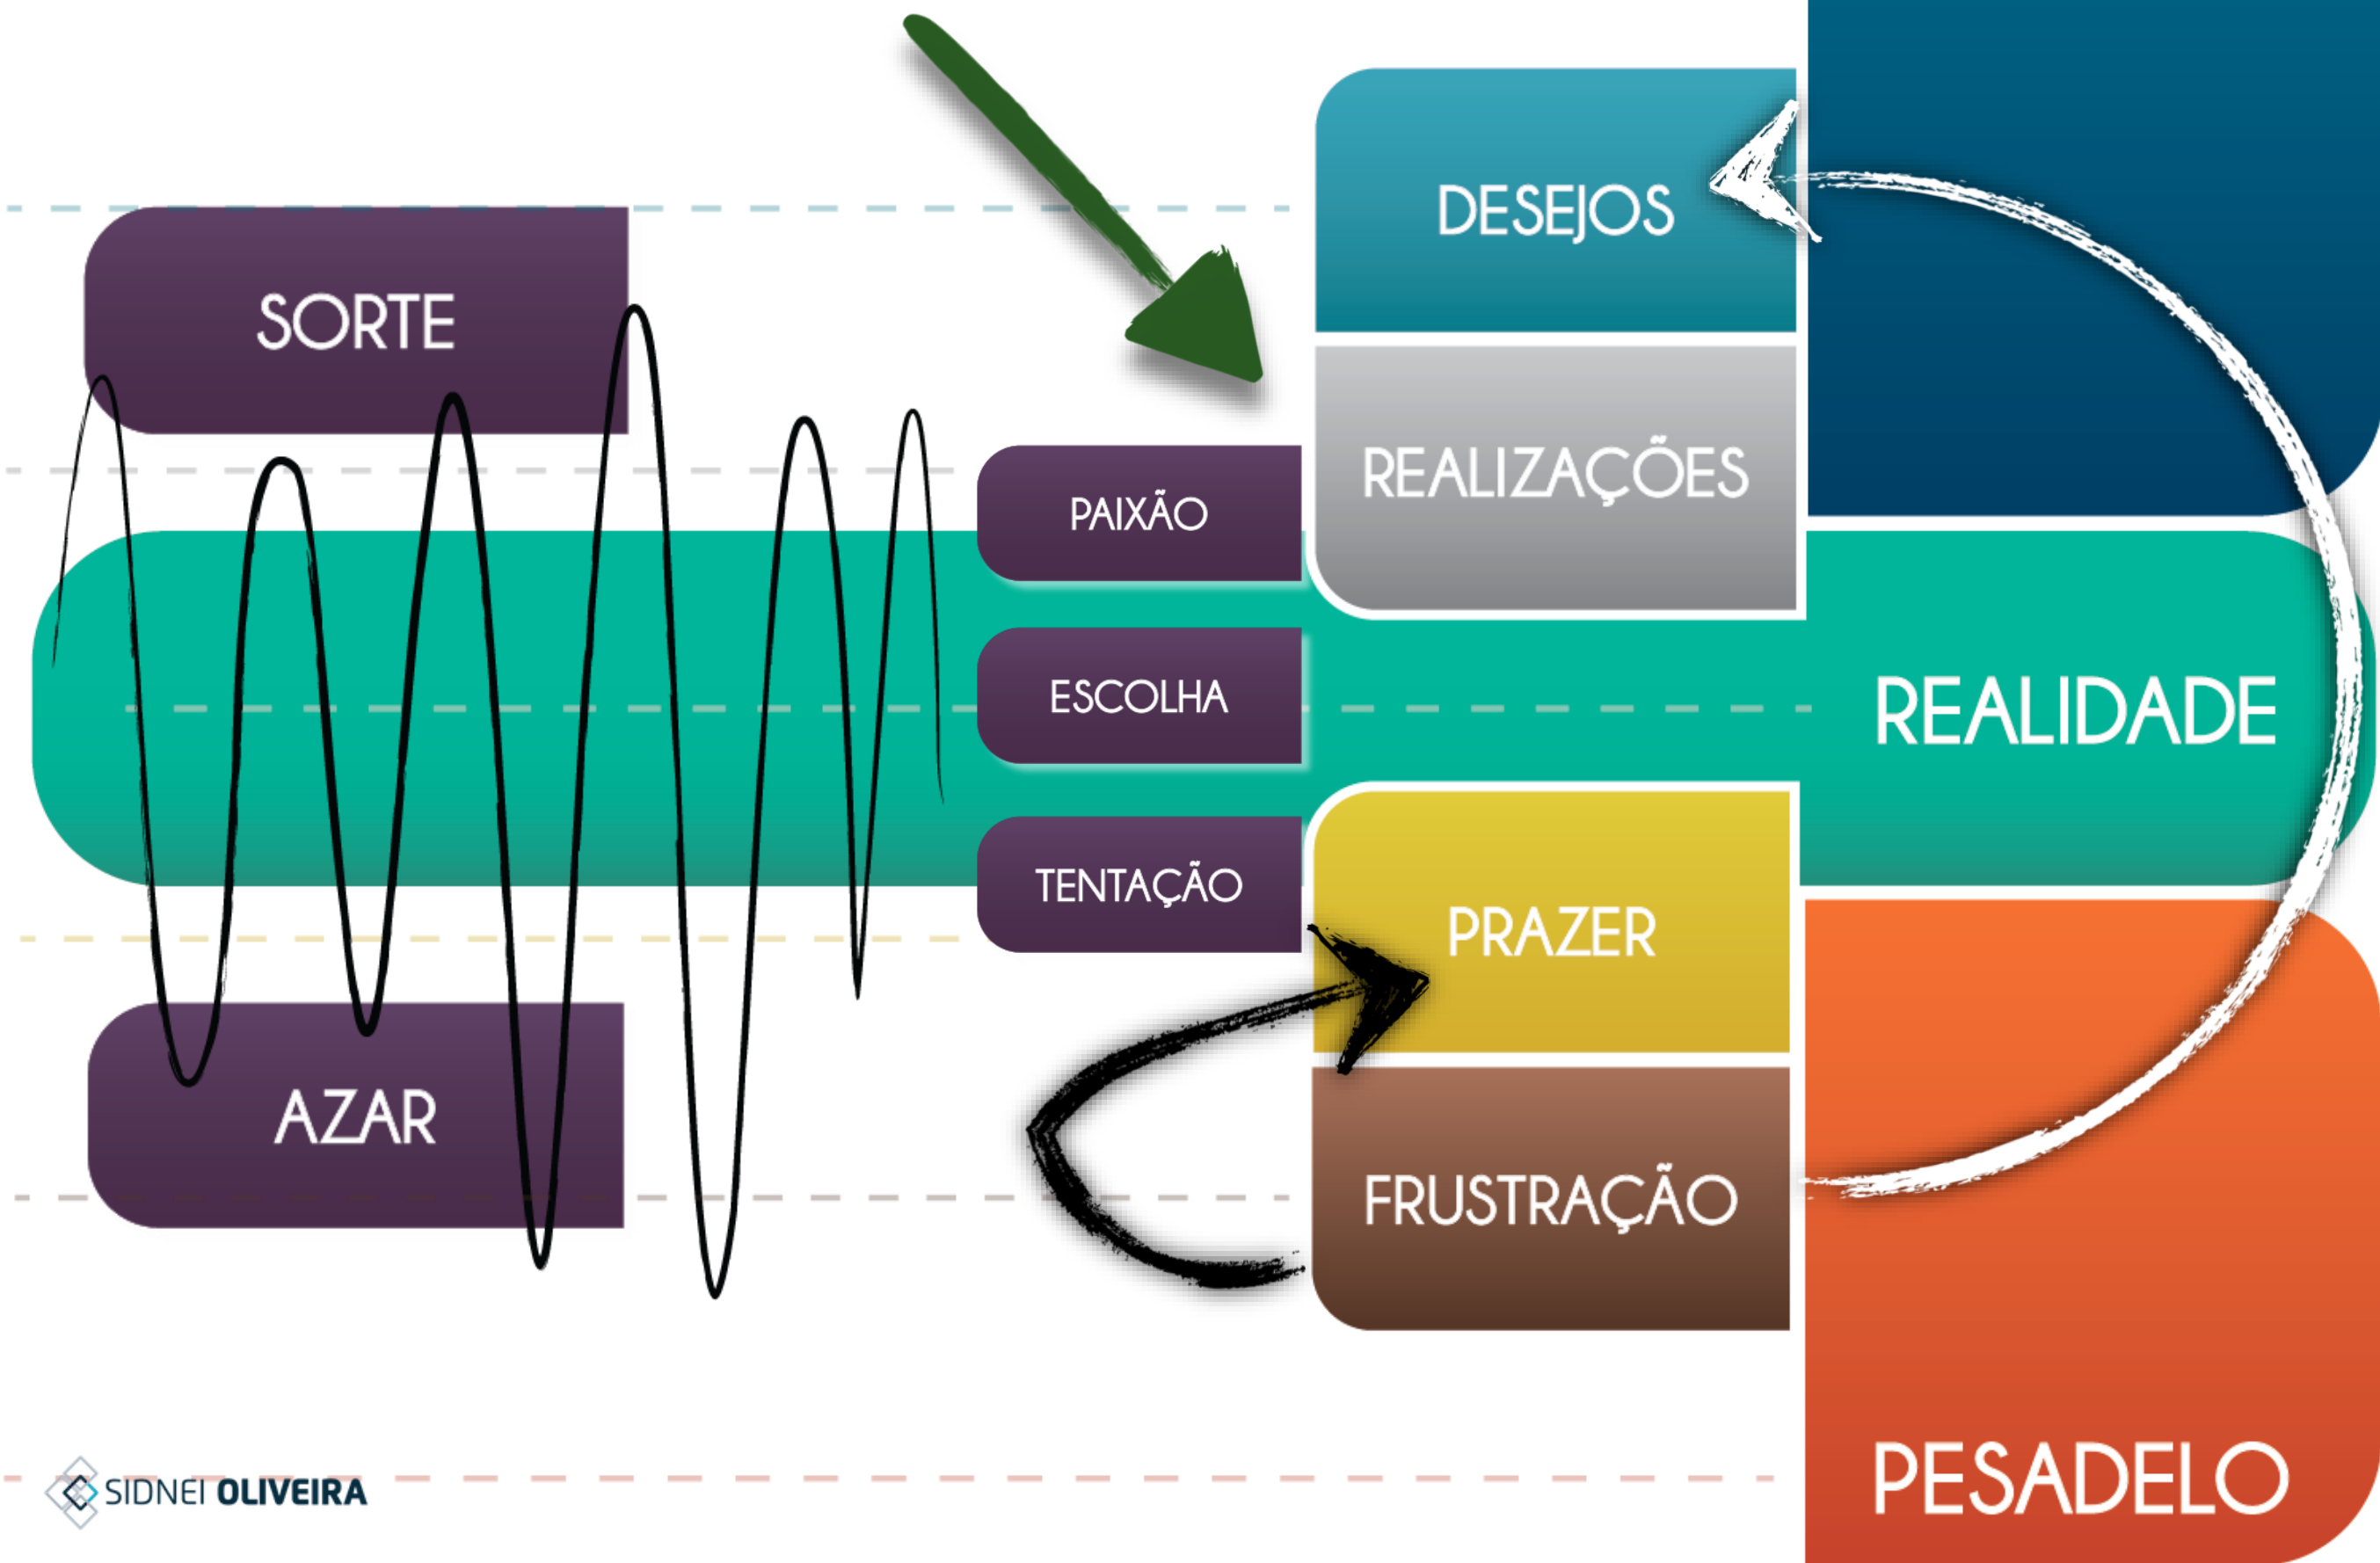 DESEJOS
SORTE
REALIZAÇÕES
PAIXÃO
ESCOLHA
REALIDADE
TENTAÇÃO
PRAZER
AZAR
FRUSTRAÇÃO
PESADELO
SIDNEI OLIVEIRA